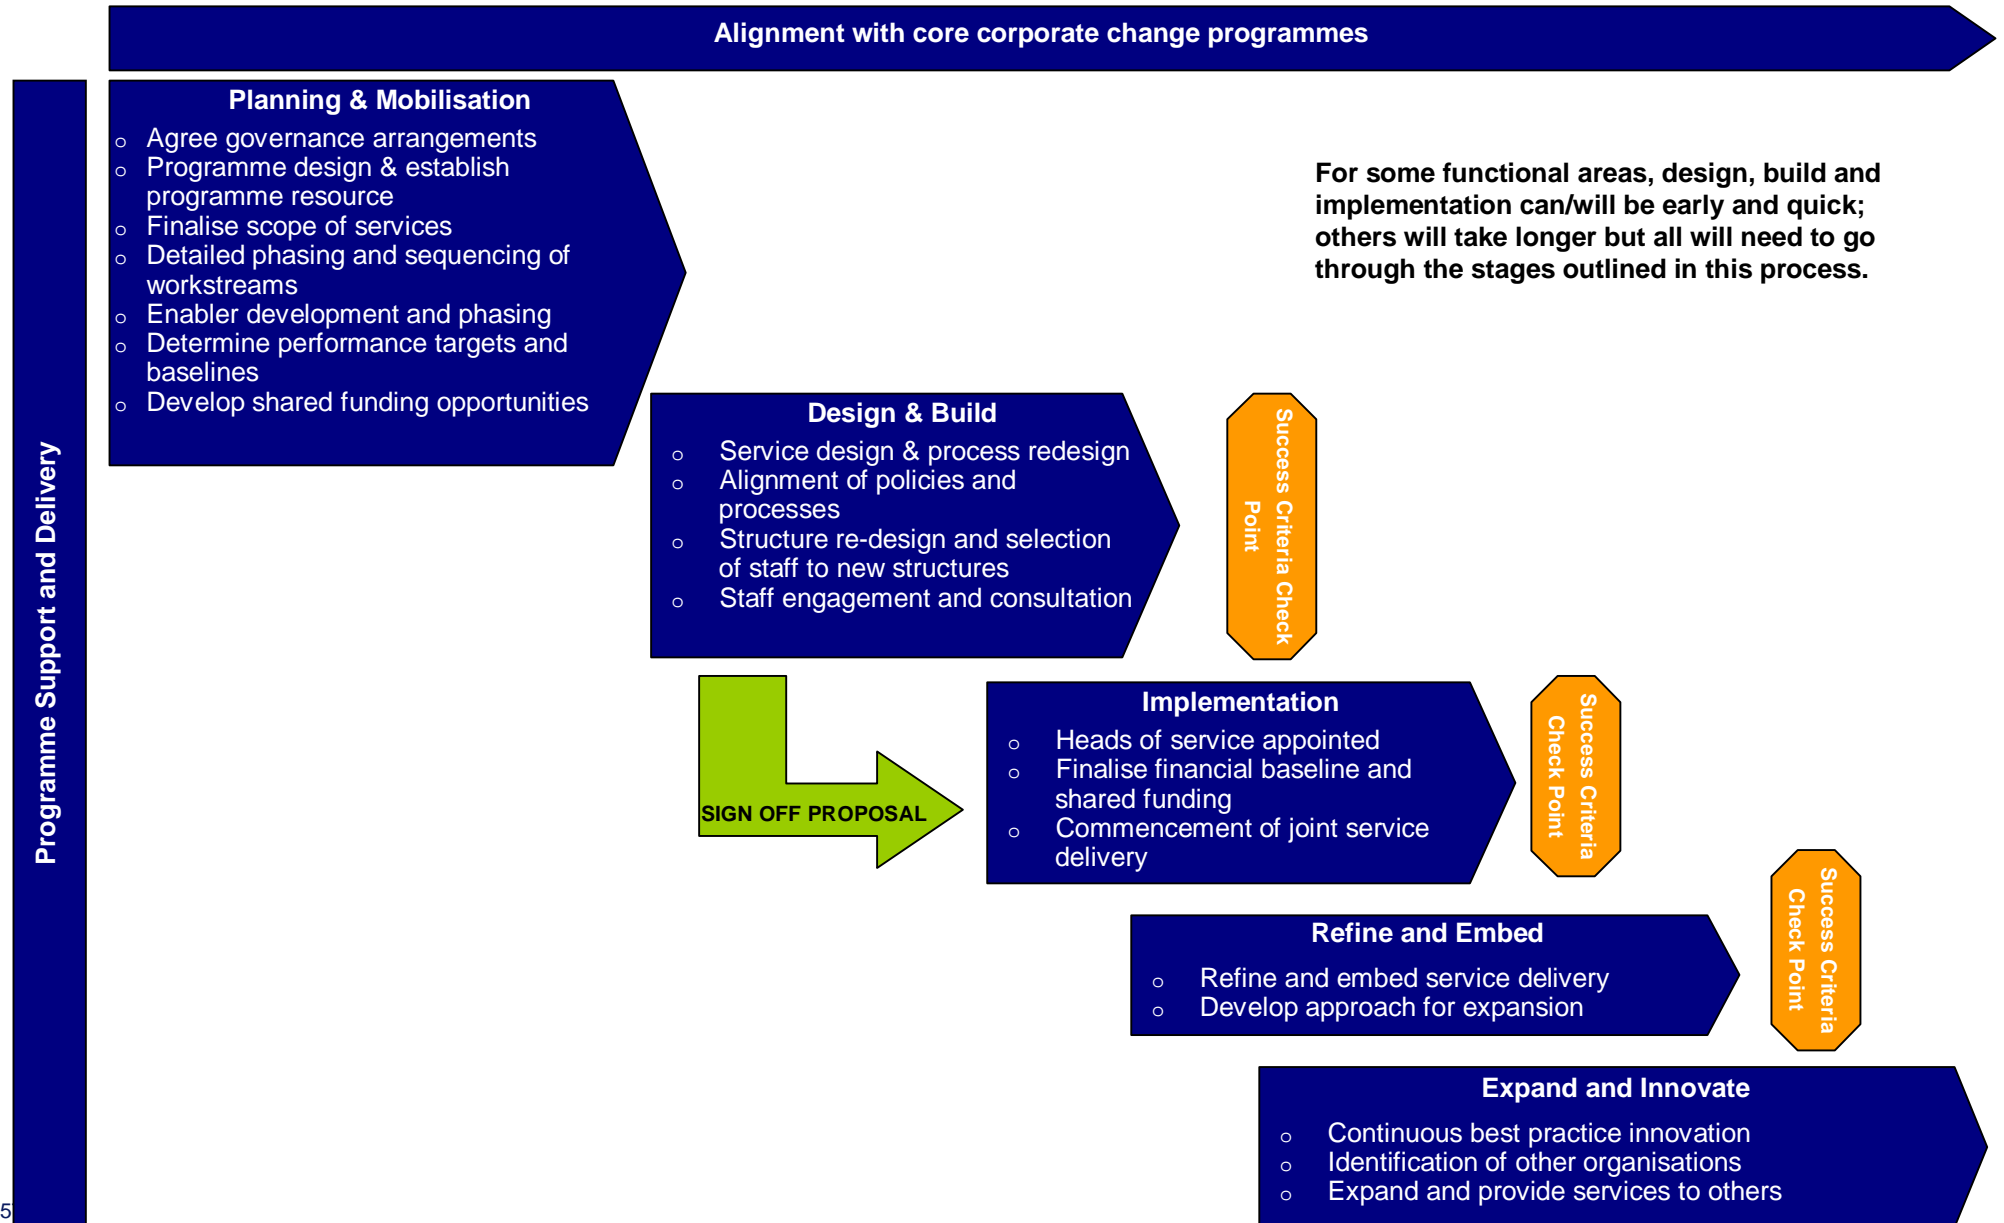 Alignment with core corporate change programmes
Programme Support and Delivery
Planning & Mobilisation
o Agree governance arrangements
o Programme design & establish
programme resource
o Finalise scope of services
o Detailed phasing and sequencing of
workstreams
o Enabler development and phasing
o Determine performance targets and
baselines
o Develop shared funding opportunities
For some functional areas, design, build and
implementation can/will be early and quick;
others will take longer but all will need to go
through the stages outlined in this process.
Design & Build
o Service design & process redesign
o Alignment of policies and
processes
o Structure re-design and selection
of staff to new structures
o Staff engagement and consultation
Success Criteria Check
Point
SIGN OFF PROPOSAL
Implementation
o Heads of service appointed
o Finalise financial baseline and
shared funding
o Commencement of joint service
delivery
Success Criteria
Check Point
Refine and Embed
o Refine and embed service delivery
o Develop approach for expansion
Success Criteria
Check Point
Expand and Innovate
o Continuous best practice innovation
o Identification of other organisations
o Expand and provide services to others
5